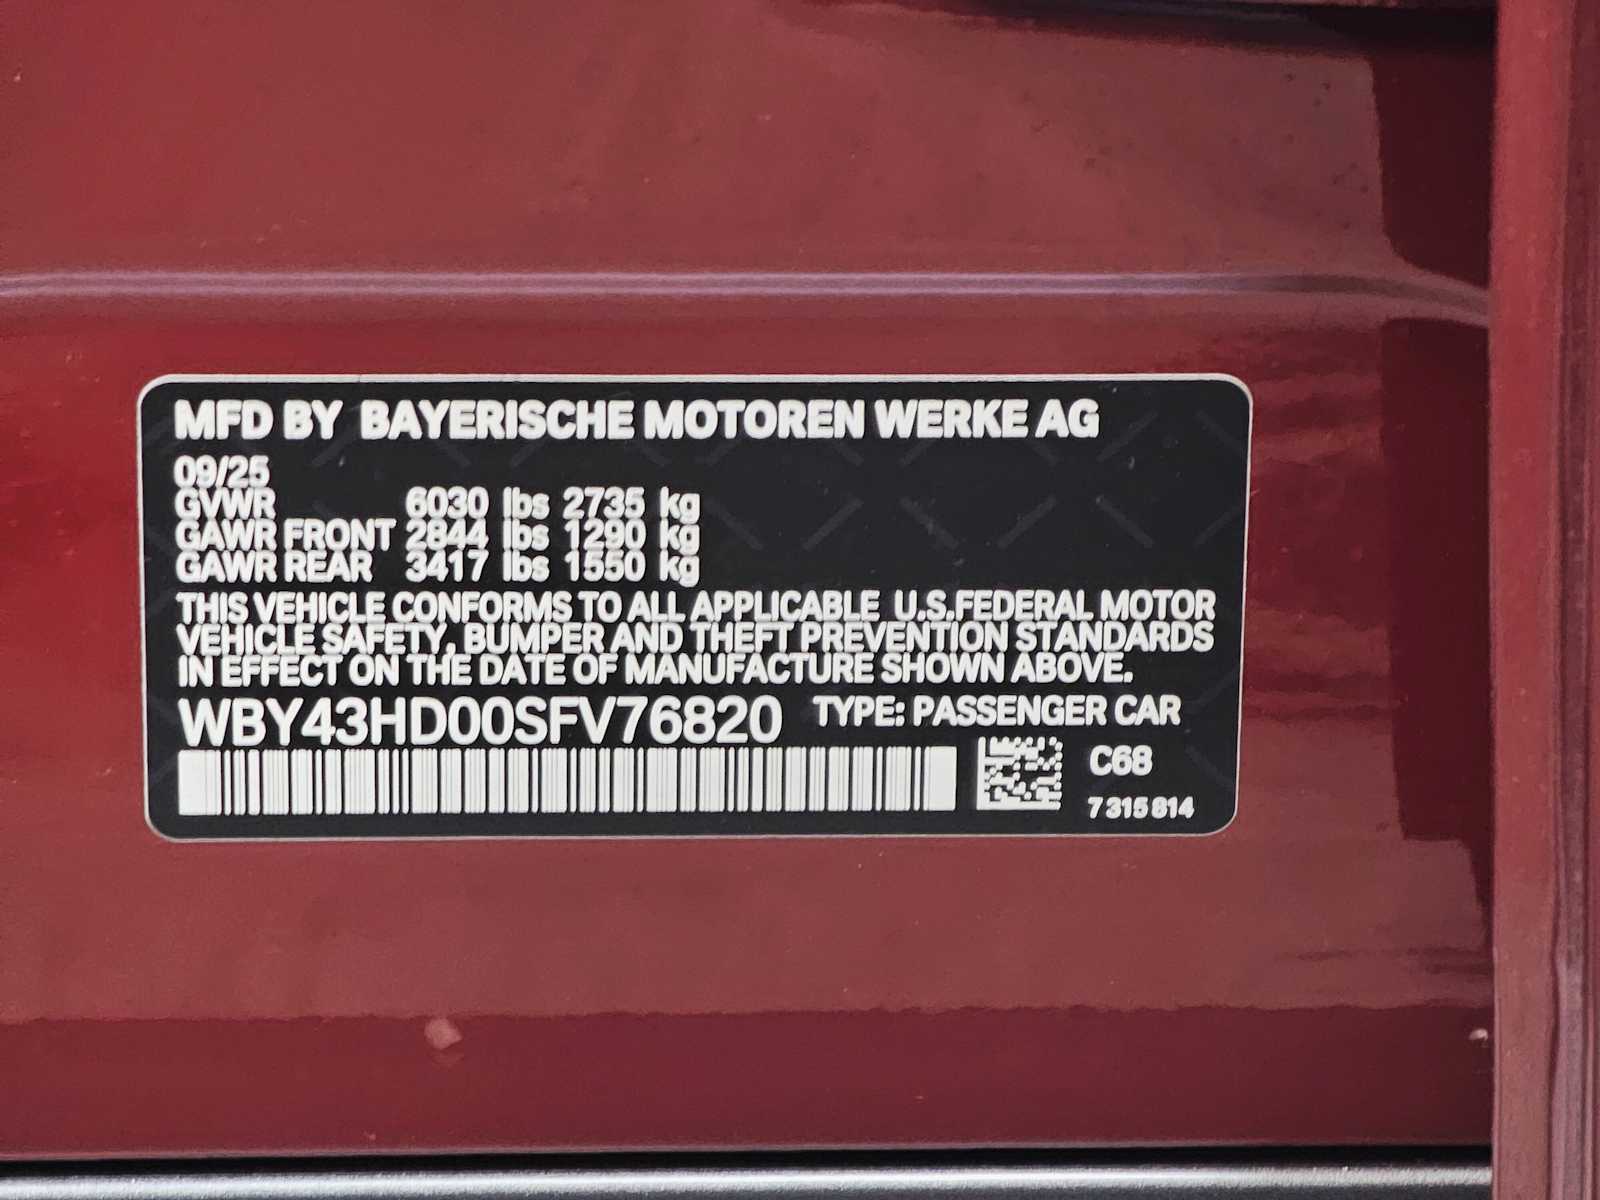 MFD BY BAYERISCHE MOTOREN WERKE AG
09/25
GVWR 6030 lbs 2735 kg
GAWR FRONT 2844 lbs 1290 kg
GAWR REAR 3417 lbs 1550 kg
THIS VEHICLE CONFORMS TO ALL APPLICABLE U.S.FEDERAL MOTOR
VEHICLE SAFETY, BUMPER AND THEFT PREVENTION STANDARDS
IN EFFECT ON THE DATE OF MANUFACTURE SHOWN ABOVE.
WBY43HD00SFV76820 TYPE: PASSENGER CAR
C68
7 315 814